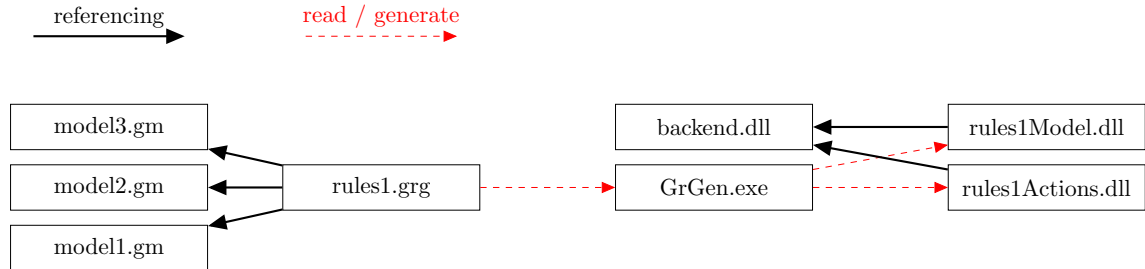 referencing
read / generate
model3.gm
backend.dll
rules1Model.dll
model2.gm
rules1.grg
GrGen.exe
rules1Actions.dll
model1.gm